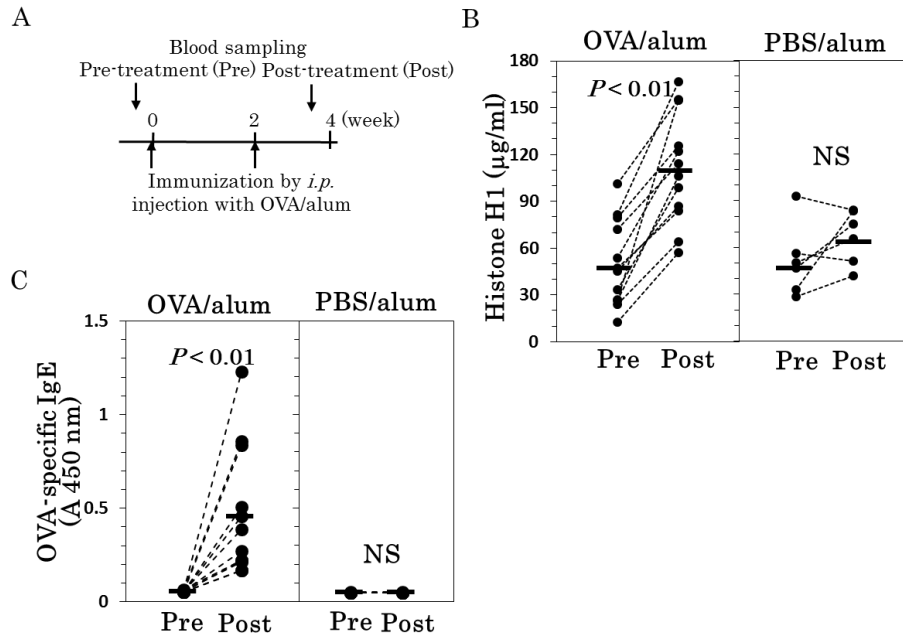 A
Blood sampling
Pre-treatment (Pre) Post-treatment (Post)
0 2 4 (week)
Immunization by i.p.
injection with OVA/alum
B
OVA/alum PBS/alum
Histone H1 (μg/ml)
180
150
120
90
60
30
0
P < 0.01
NS
Pre Post Pre Post
C
OVA/alum PBS/alum
OVA-specific IgE
(A 450 nm)
1.5
1
0.5
0
P < 0.01
NS
Pre Post Pre Post